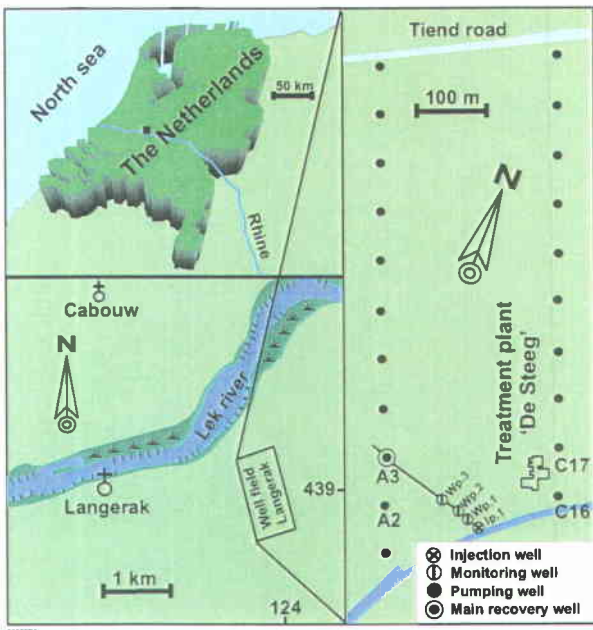 North sea
The Netherlands
50 km
Rhine
Cabouw
N
Lek river
Langerak
Well field
Langerak
439
1 km
124
Tiend road
100 m
N
Treatment plant
'De Steeg'
A3
Wp.3
Wp.2
Wp.1
Ip.1
C17
A2
C16
Injection well
Monitoring well
Pumping well
Main recovery well